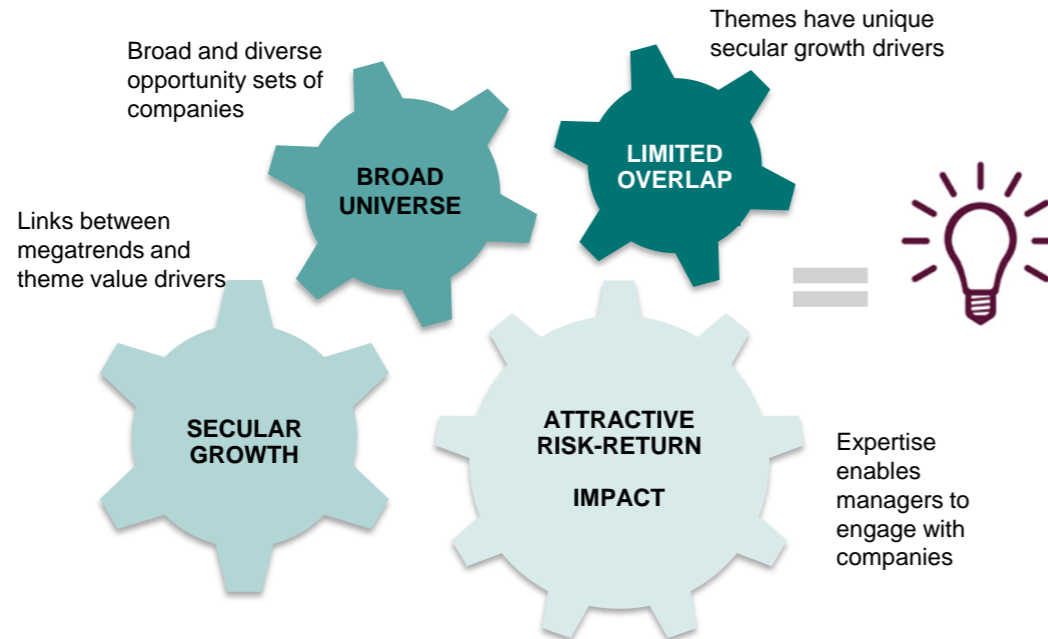 Themes have unique
secular growth drivers
Broad and diverse
opportunity sets of
companies
LIMITED
OVERLAP
BROAD
UNIVERSE
Links between
megatrends and
theme value drivers
SECULAR
GROWTH
ATTRACTIVE
RISK-RETURN
IMPACT
Expertise
enables
managers to
engage with
companies